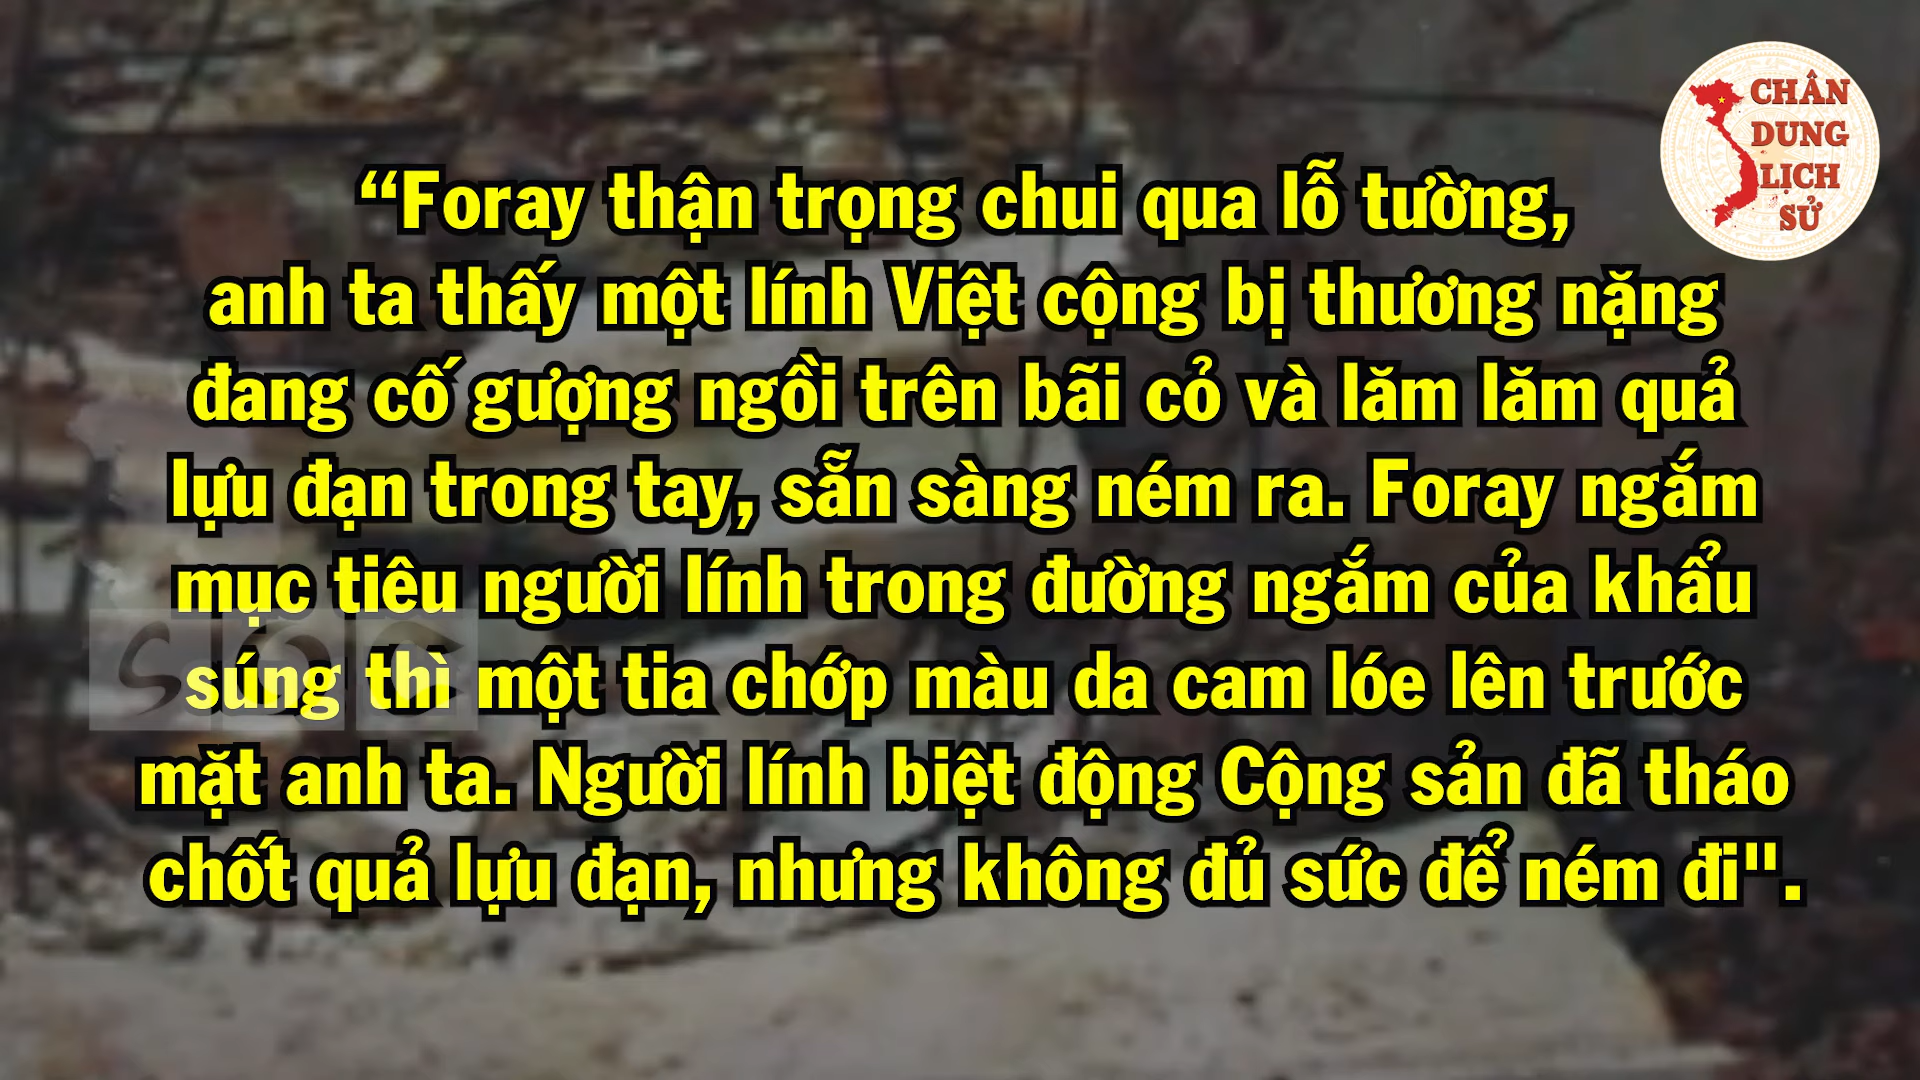 CHÂN
DUNG
LỊCH
SỬ
“Foray thận trọng chui qua lỗ tường,
anh ta thấy một lính Việt cộng bị thương nặng
đang cố gượng ngồi trên bãi cỏ và lăm lăm quả
lựu đạn trong tay, sẵn sàng ném ra. Foray ngắm
mục tiêu người lính trong đường ngắm của khẩu
súng thì một tia chớp màu da cam lóe lên trước
mặt anh ta. Người lính biệt động Cộng sản đã tháo
chốt quả lựu đạn, nhưng không đủ sức để ném đi".